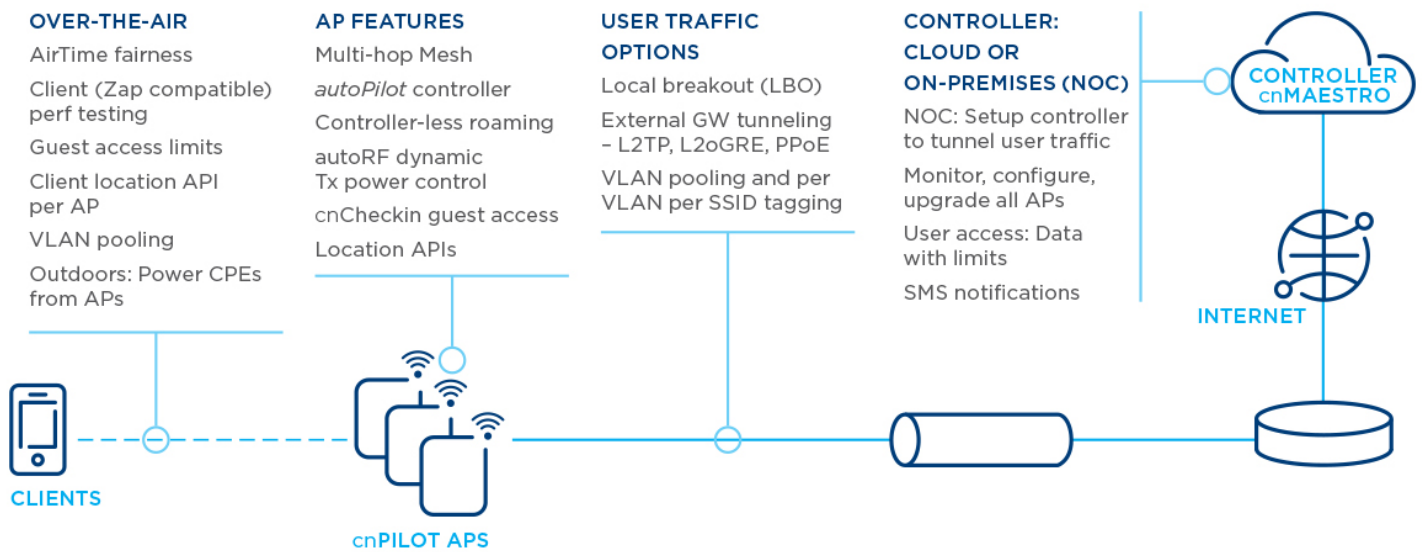 OVER-THE-AIR
AirTime fairness
Client (Zap compatible)
perf testing
Guest access limits
Client location API
per AP
VLAN pooling
Outdoors: Power CPEs
from APs
AP FEATURES
Multi-hop Mesh
autoPilot controller
Controller-less roaming
autoRF dynamic
Tx power control
cnCheckin guest access
Location APIs
USER TRAFFIC
OPTIONS
Local breakout (LBO)
External GW tunneling
– L2TP, L2oGRE, PPoE
VLAN pooling and per
VLAN per SSID tagging
CONTROLLER:
CLOUD OR
ON-PREMISES (NOC)
NOC: Setup controller
to tunnel user traffic
Monitor, configure,
upgrade all APs
User access: Data
with limits
SMS notifications
CONTROLLER
cnMAESTRO
INTERNET
CLIENTS
cnPILOT APS